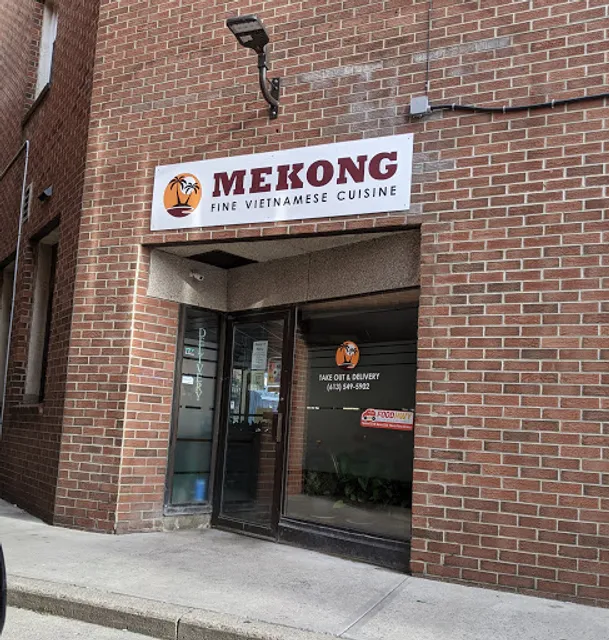 MEKONG
FINE VIETNAMESE CUISINE
DELIVERY
TAKE OUT & DELIVERY
(613) 549-5902